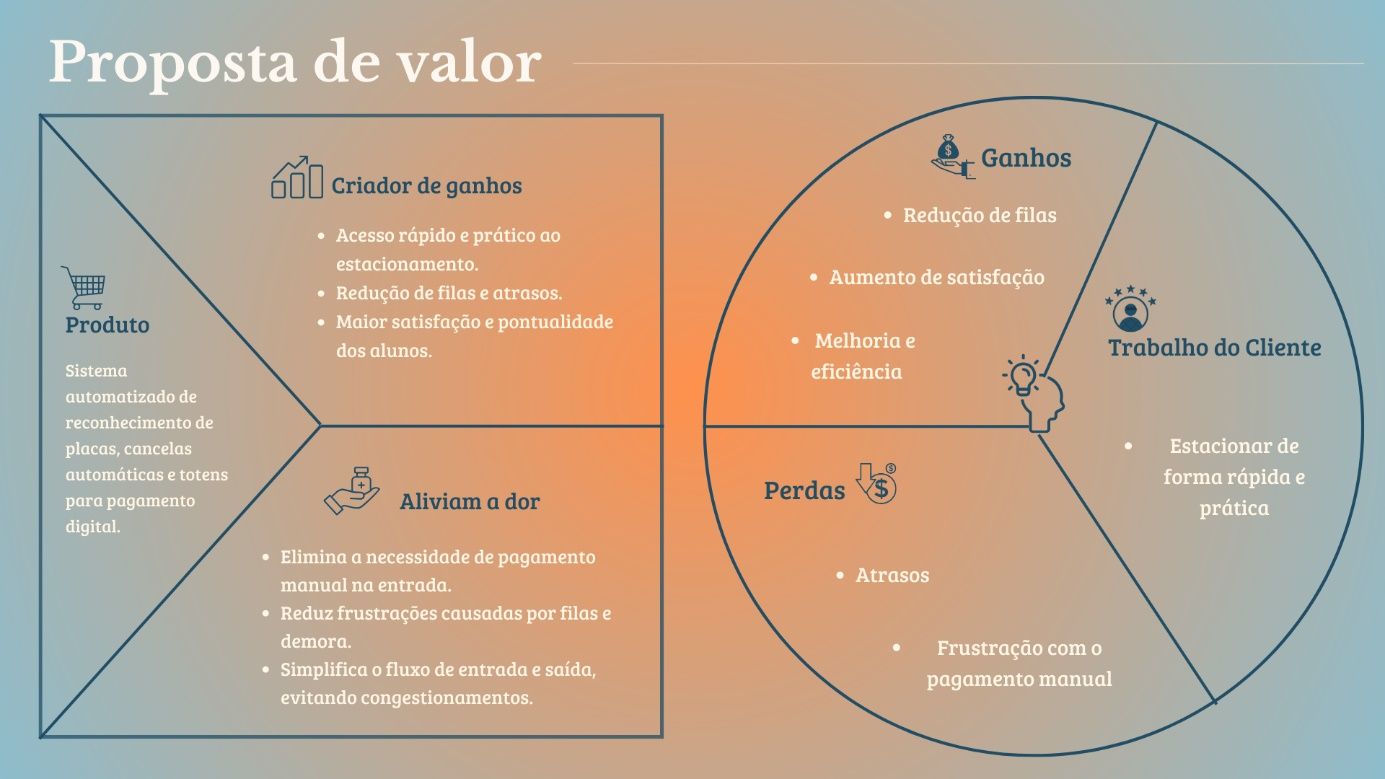 Proposta de valor
Criador de ganhos
• Acesso rápido e prático ao
estacionamento.
• Redução de filas e atrasos.
• Maior satisfação e pontualidade
dos alunos.
Produto
Sistema
automatizado de
reconhecimento de
placas, cancelas
automáticas e totens
para pagamento
digital.
Aliviam a dor
• Elimina a necessidade de pagamento
manual na entrada.
• Reduz frustrações causadas por filas e
demora.
• Simplifica o fluxo de entrada e saída,
evitando congestionamentos.
Ganhos
• Redução de filas
• Aumento de satisfação
• Melhoria e
eficiência
Trabalho do Cliente
• Estacionar de
forma rápida e
prática
Perdas
• Atrasos
• Frustração com o
pagamento manual